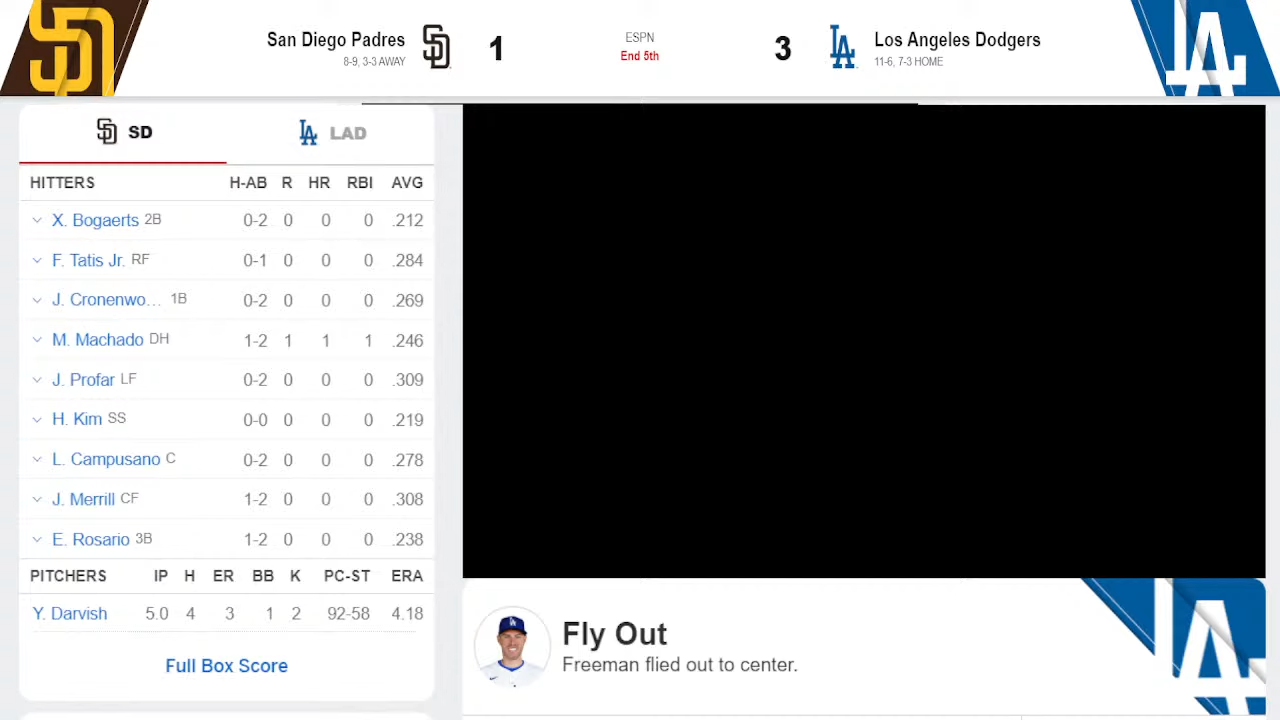 San Diego Padres
8-9, 3-3 AWAY
SD
1
ESPN
End 5th
3
LA
Los Angeles Dodgers
11-6, 7-3 HOME
SD LAD
HITTERS H-AB R HR RBI AVG
X. Bogaerts 2B 0-2 0 0 0 .212
F. Tatis Jr. RF 0-1 0 0 0 .284
J. Cronenwo... 1B 0-2 0 0 0 .269
M. Machado DH 1-2 1 1 1 .246
J. Profar LF 0-2 0 0 0 .309
H. Kim SS 0-0 0 0 0 .219
L. Campusano C 0-2 0 0 0 .278
J. Merrill CF 1-2 0 0 0 .308
E. Rosario 3B 1-2 0 0 0 .238
PITCHERS IP H ER BB K PC-ST ERA
Y. Darvish 5.0 4 3 1 2 92-58 4.18
Full Box Score
Fly Out
Freeman flied out to center.